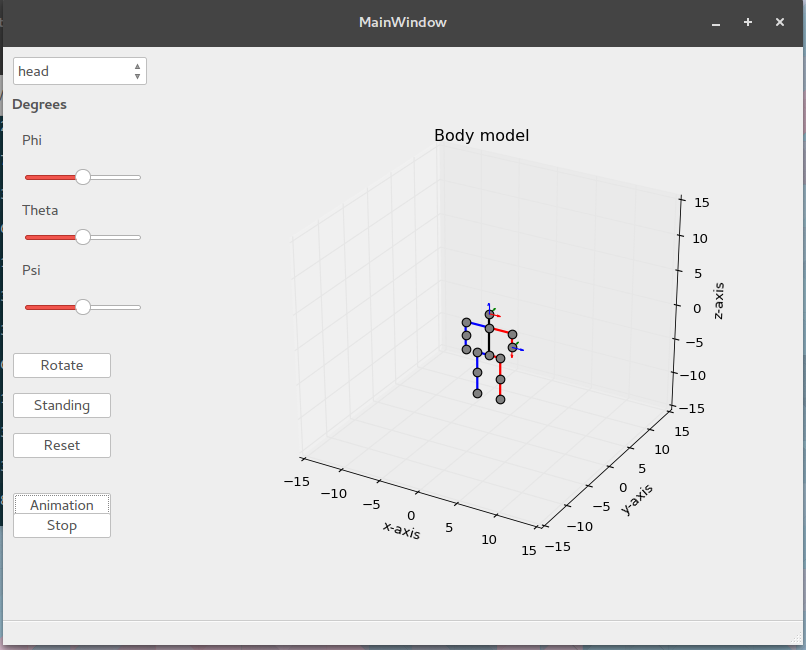 MainWindow
head
Degrees
Phi
Theta
Psi
Rotate
Standing
Reset
Animation
Stop
Body model
15
10
5
0
−5
−10
−15
z-axis
15
10
5
0
−5
−10
−15
y-axis
−15
−10
−5
0
5
10
15
x-axis